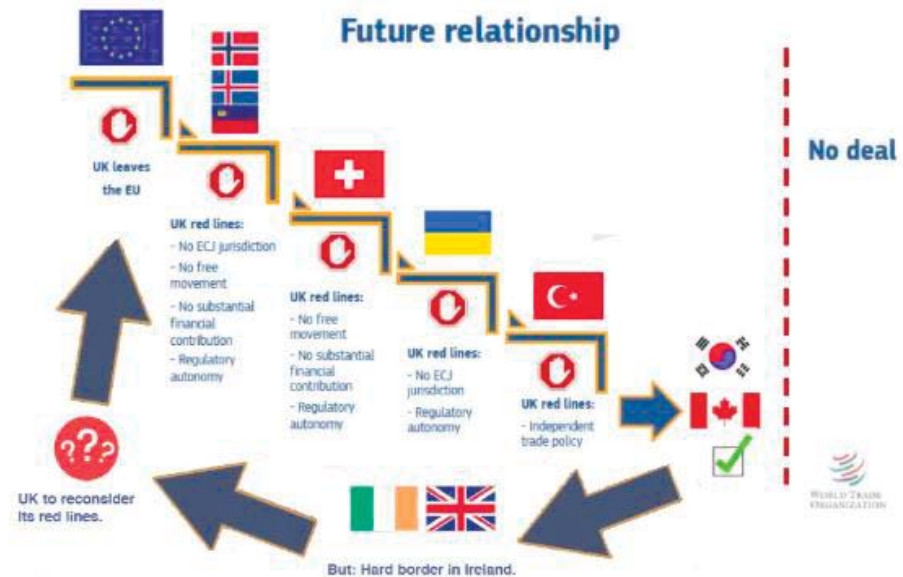 Future relationship
No deal
UK leaves
the EU
UK red lines:
- No ECJ jurisdiction
- No free
movement
- No substantial
financial
contribution
- Regulatory
autonomy
UK red lines:
- No free
movement
- No substantial
financial
contribution
- Regulatory
autonomy
UK red lines:
- No ECJ
jurisdiction
- Regulatory
autonomy
UK red lines:
- Independent
trade policy
???
UK to reconsider
its red lines.
But: Hard border in Ireland.
WORLD TRADE
ORGANIZATION